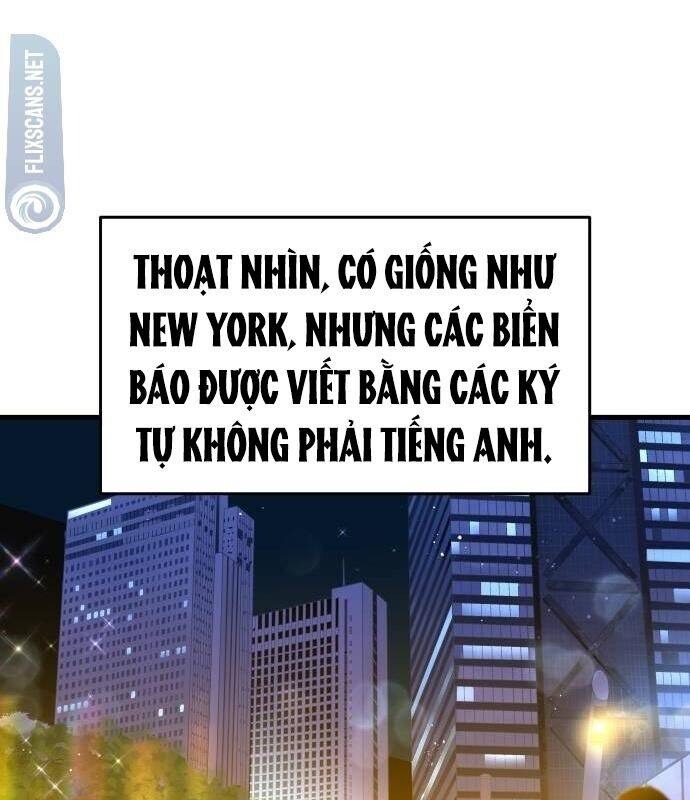 FLIXSCANS.NET
THOẠT NHÌN, CÓ GIỐNG NHƯ
NEW YORK, NHƯNG CÁC BIỂN
BÁO ĐƯỢC VIẾT BẰNG CÁC KÝ
TỰ KHÔNG PHẢI TIẾNG ANH.